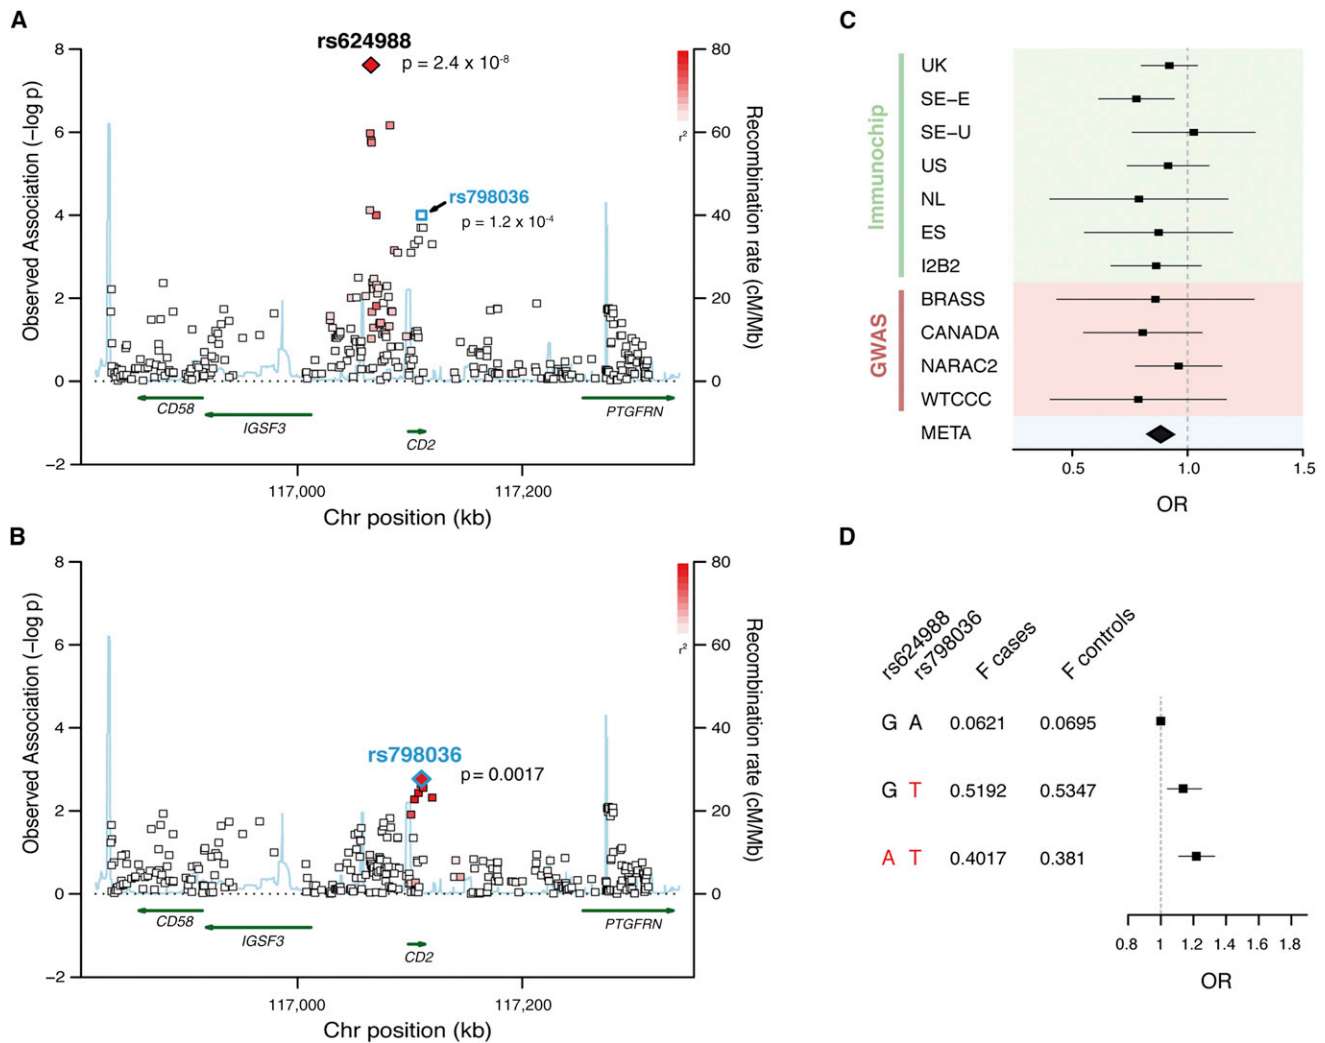 A
rs624988
p = 2.4 x 10-8
Observed Association (−log p)
8
6
4
2
0
−2
80
60
40
20
0
r2
Recombination rate (cM/Mb)
rs798036
p = 1.2 x 10-4
CD58
IGSF3
CD2
PTGFRN
117,000
117,200
Chr position (kb)
B
Observed Association (−log p)
8
6
4
2
0
−2
80
60
40
20
0
r2
Recombination rate (cM/Mb)
rs798036
p = 0.0017
CD58
IGSF3
CD2
PTGFRN
117,000
117,200
Chr position (kb)
C
Immunochip
UK
SE−E
SE−U
US
NL
ES
I2B2
GWAS
BRASS
CANADA
NARAC2
WTCCC
META
0.5
1.0
1.5
OR
D
rs624988
rs798036
F cases
F controls
G A 0.0621 0.0695
G T 0.5192 0.5347
A T 0.4017 0.381
0.8 1 1.2 1.4 1.6 1.8
OR